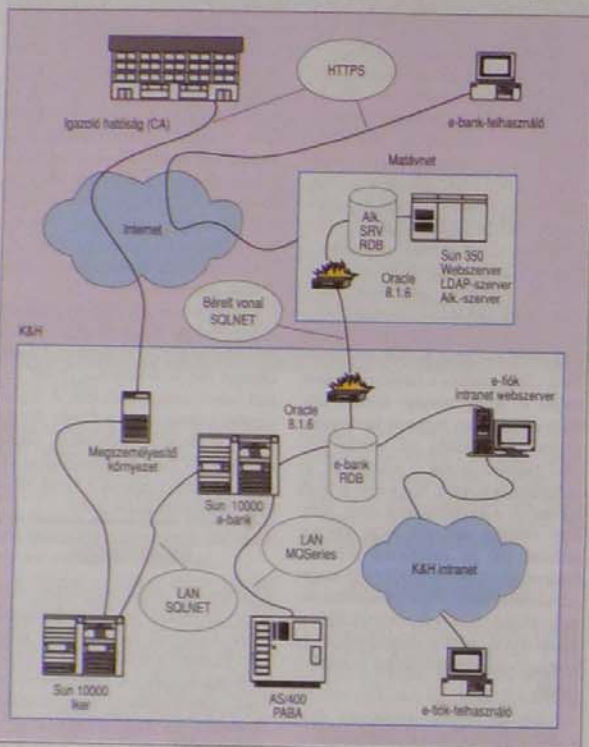 HTTPS
Igazoló hatóság (CA)
e-bank-felhasználó
Matávnet
Internet
Alk.
SRV
RDB
Sun 350
Webszerver
LDAP-szerver
Alk.-szerver
Oracle
8.1.6
Bérelt vonal
SQLNET
K&H
e-fiók
intranet webszerver
Oracle
8.1.6
Megszemélyesítő
környezet
e-bank
RDB
Sun 10000
e-bank
LAN
MQSeries
K&H intranet
LAN
SQLNET
Sun 10000
Iker
AS/400
PABA
e-fiók-felhasználó